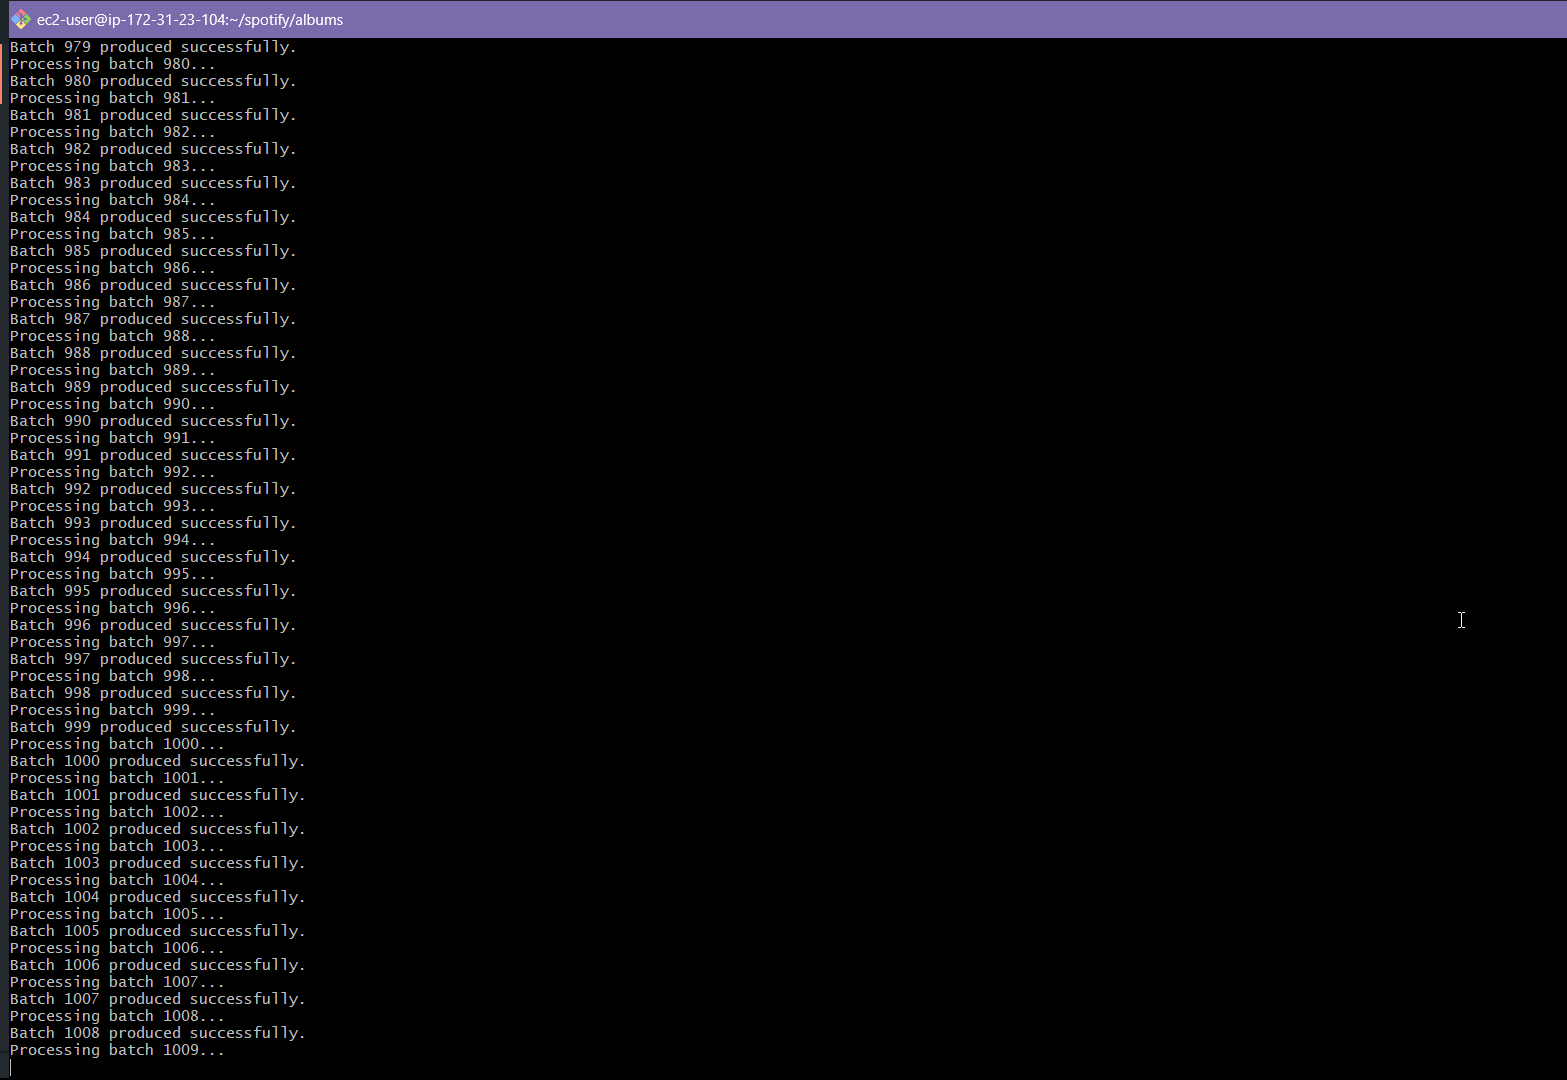 ec2-user@ip-172-31-23-104:~/spotify/albums
Batch 979 produced successfully.
Processing batch 980...
Batch 980 produced successfully.
Processing batch 981...
Batch 981 produced successfully.
Processing batch 982...
Batch 982 produced successfully.
Processing batch 983...
Batch 983 produced successfully.
Processing batch 984...
Batch 984 produced successfully.
Processing batch 985...
Batch 985 produced successfully.
Processing batch 986...
Batch 986 produced successfully.
Processing batch 987...
Batch 987 produced successfully.
Processing batch 988...
Batch 988 produced successfully.
Processing batch 989...
Batch 989 produced successfully.
Processing batch 990...
Batch 990 produced successfully.
Processing batch 991...
Batch 991 produced successfully.
Processing batch 992...
Batch 992 produced successfully.
Processing batch 993...
Batch 993 produced successfully.
Processing batch 994...
Batch 994 produced successfully.
Processing batch 995...
Batch 995 produced successfully.
Processing batch 996...
Batch 996 produced successfully.
Processing batch 997...
Batch 997 produced successfully.
Processing batch 998...
Batch 998 produced successfully.
Processing batch 999...
Batch 999 produced successfully.
Processing batch 1000...
Batch 1000 produced successfully.
Processing batch 1001...
Batch 1001 produced successfully.
Processing batch 1002...
Batch 1002 produced successfully.
Processing batch 1003...
Batch 1003 produced successfully.
Processing batch 1004...
Batch 1004 produced successfully.
Processing batch 1005...
Batch 1005 produced successfully.
Processing batch 1006...
Batch 1006 produced successfully.
Processing batch 1007...
Batch 1007 produced successfully.
Processing batch 1008...
Batch 1008 produced successfully.
Processing batch 1009...